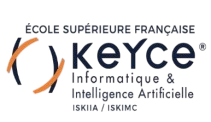 ÉCOLE SUPÉRIEURE FRANÇAISE
KEYCE®
Informatique &
Intelligence Artificielle
ISKIIA / ISKIMC